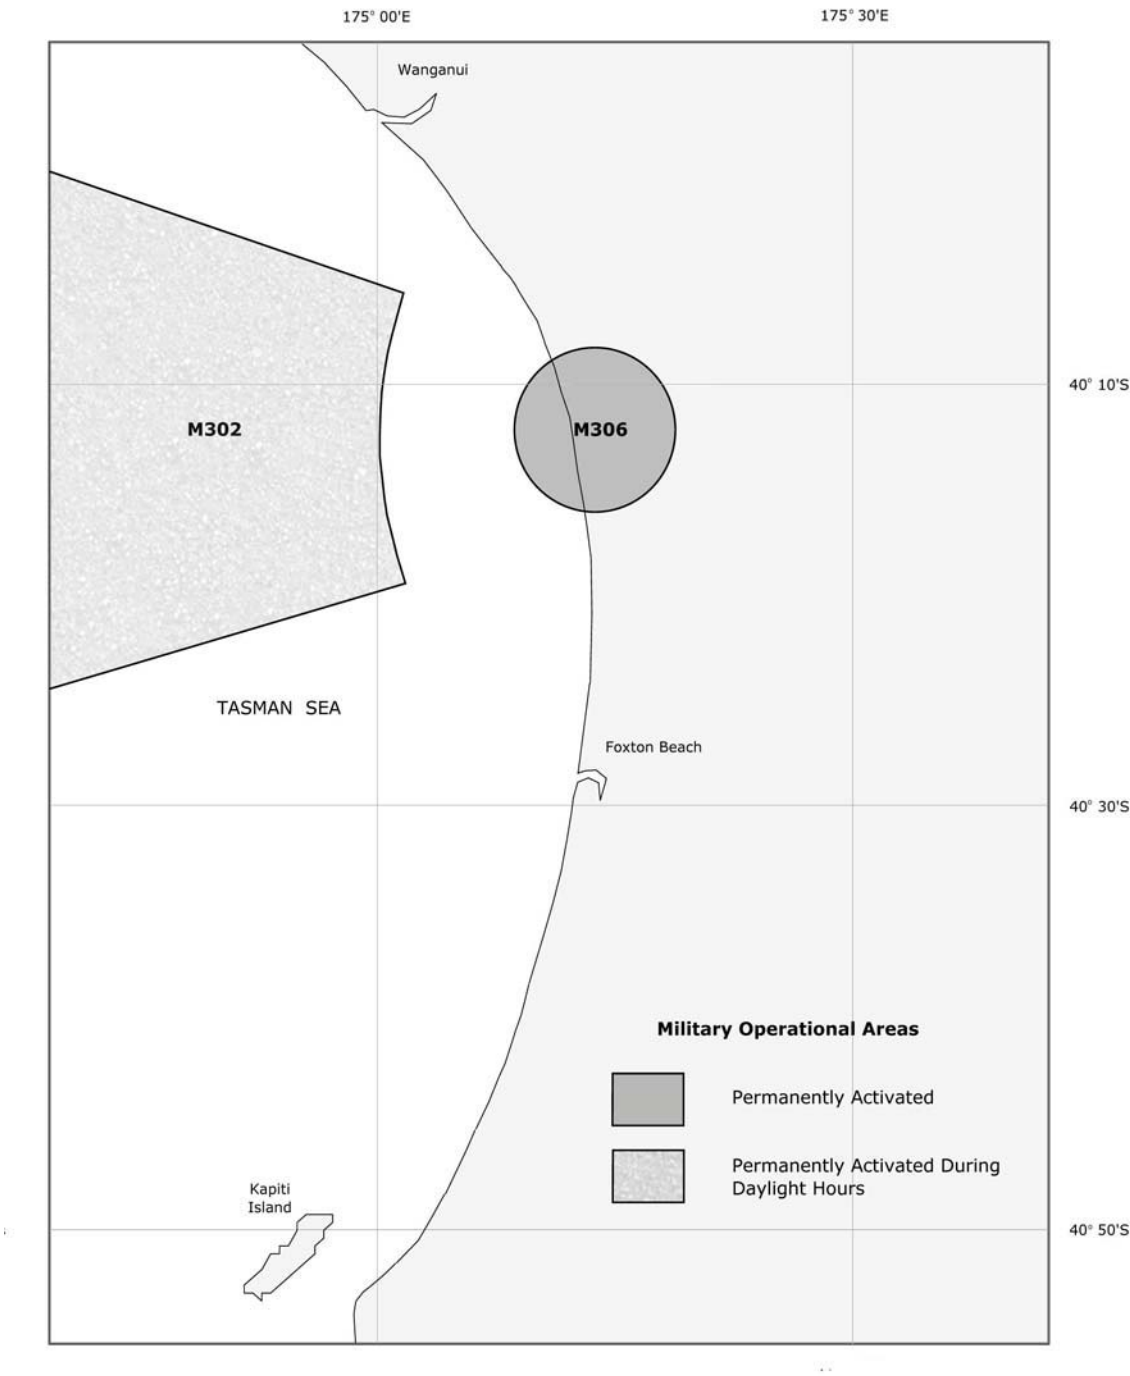 175° 00'E
175° 30'E
Wanganui
40° 10'S
M302
M306
TASMAN SEA
Foxton Beach
40° 30'S
Military Operational Areas
Permanently Activated
Permanently Activated During
Daylight Hours
Kapiti
Island
40° 50'S